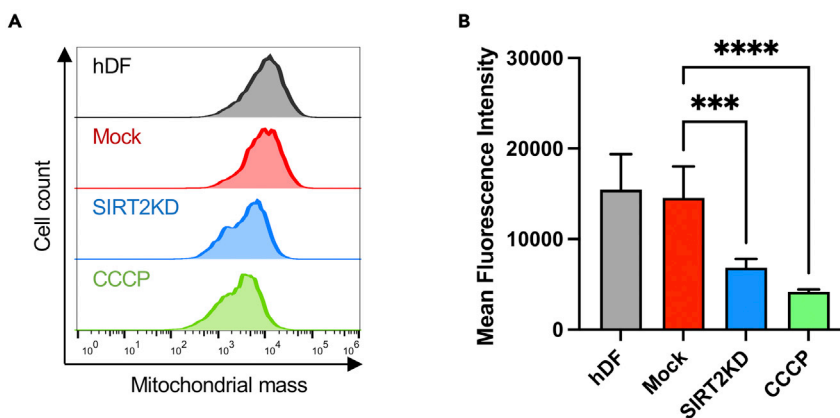 A
hDF
Mock
SIRT2KD
CCCP
Cell count
10^0 10^1 10^2 10^3 10^4 10^5 10^6
Mitochondrial mass
B
****
***
30000
20000
10000
0
Mean Fluorescence Intensity
hDF
Mock
SIRT2KD
CCCP